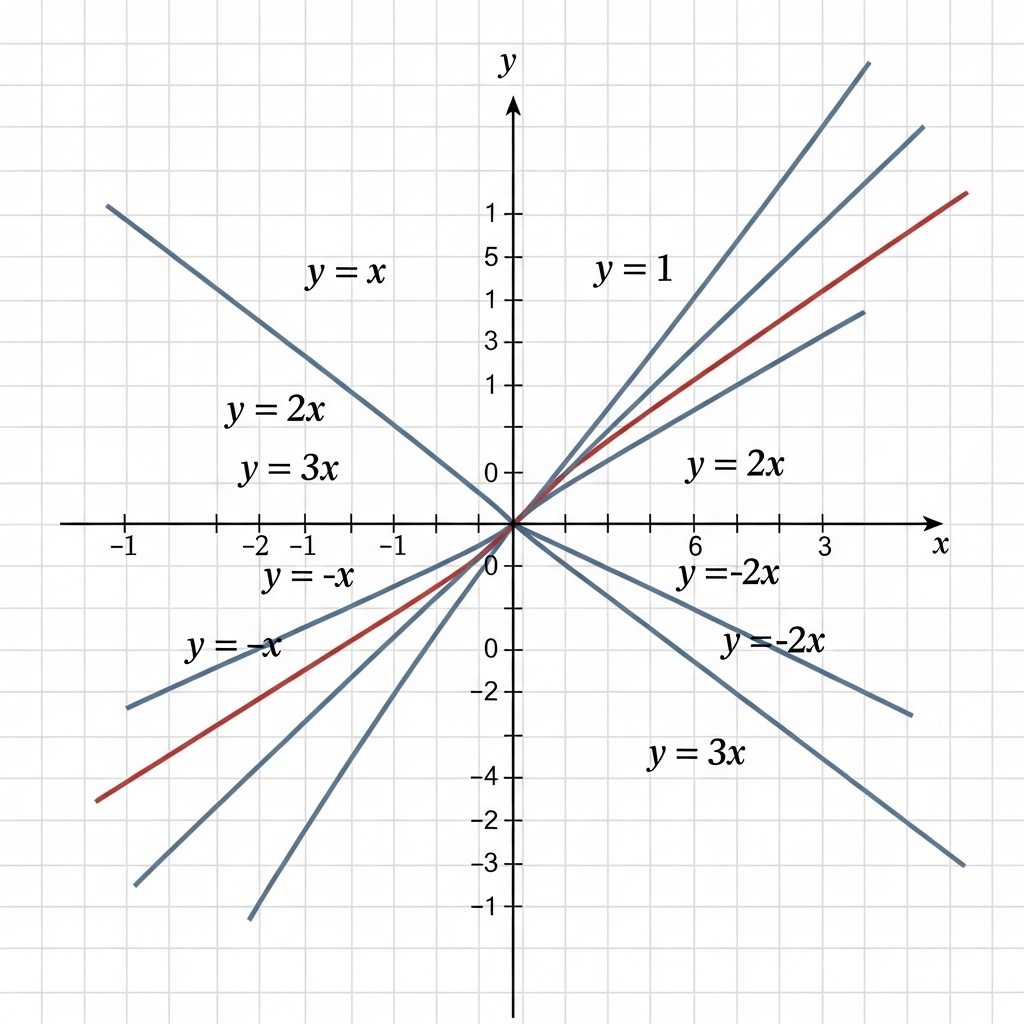 y
1
5
y = x
y = 1
1
3
1
y = 2x
y = 3x
0
y = 2x
−1
−2
−1
−1
6
3
x
0
y = -x
y =-2x
y = -x
0
y =-2x
−2
y = 3x
−4
−2
−3
−1